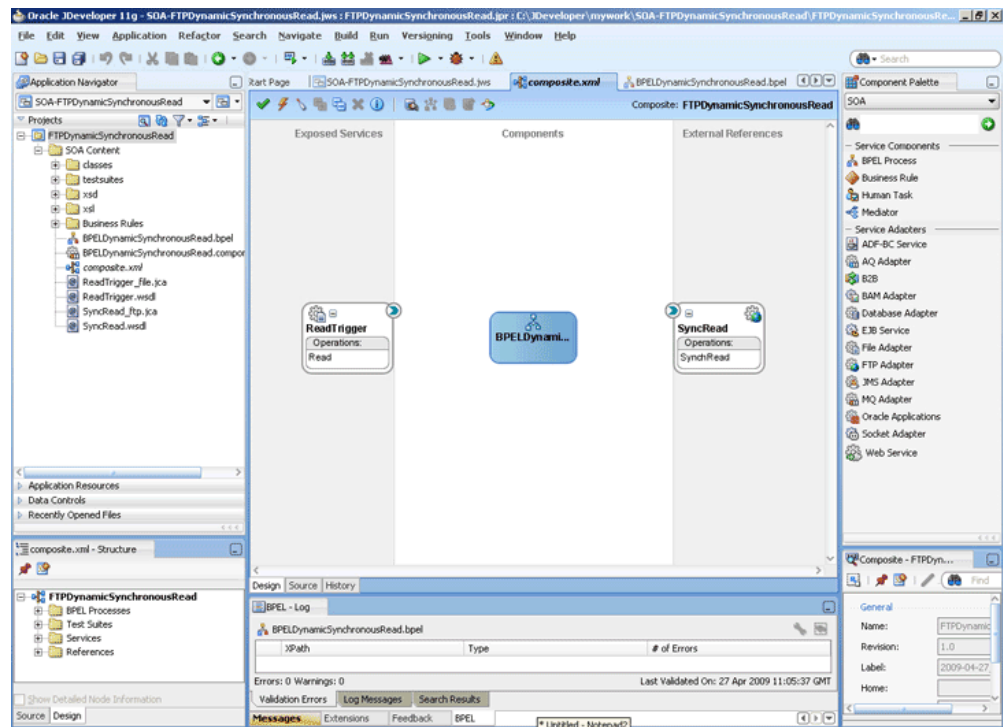 Oracle JDeveloper 11g - SOA-FTPDynamicSynchronousRead.jws : FTPDynamicSynchronousRead.jpr : C:\JDeveloper\mywork\SOA-FTPDynamicSynchronousRead\FTPDynamicSynchronousRe...
File Edit View Application Refactor Search Navigate Build Run Versioning Tools Window Help
Search
Application Navigator
SOA-FTPDynamicSynchronousRead
Projects
FTPDynamicSynchronousRead
SOA Content
classes
testsuites
xsd
xsl
Business Rules
BPELDynamicSynchronousRead.bpel
BPELDynamicSynchronousRead.compor
composite.xml
ReadTrigger_file.jca
ReadTrigger.wsdl
SyncRead_ftp.jca
SyncRead.wsdl
Application Resources
Data Controls
Recently Opened Files
composite.xml - Structure
FTPDynamicSynchronousRead
BPEL Processes
Test Suites
Services
References
Show Detailed Node Information
Source Design
tart Page SOA-FTPDynamicSynchronousRead.jws composite.xml BPELDynamicSynchronousRead.bpel
Composite: FTPDynamicSynchronousRead
Exposed Services Components External References
ReadTrigger
Operations:
Read
BPELDynami...
SyncRead
Operations:
SynchRead
Design Source History
BPEL - Log
BPELDynamicSynchronousRead.bpel
XPath Type # of Errors
Errors: 0 Warnings: 0 Last Validated On: 27 Apr 2009 11:05:37 GMT
Validation Errors Log Messages Search Results
Messages Extensions Feedback BPEL
* Untitled - Notepad2
Component Palette
SOA
Service Components
BPEL Process
Business Rule
Human Task
Mediator
Service Adapters
ADF-BC Service
AQ Adapter
B2B
BAM Adapter
Database Adapter
EJB Service
File Adapter
FTP Adapter
JMS Adapter
MQ Adapter
Oracle Applications
Socket Adapter
Web Service
Composite - FTPDyn...
Find
General
Name: FTPDynamic
Revision: 1.0
Label: 2009-04-27
Home: